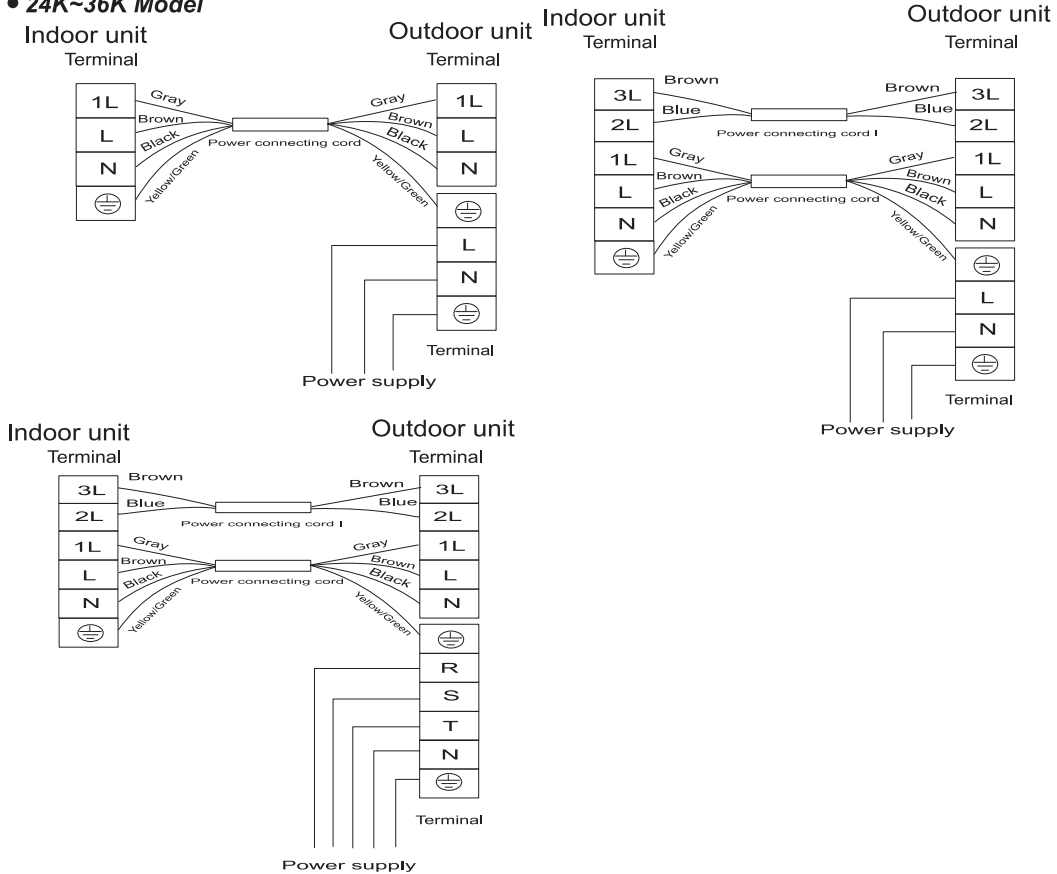 • 24K~36K Model
Indoor unit
Terminal
Outdoor unit
Terminal
1L
L
N
Gray
Brown
Black
Yellow/Green
Power connecting cord
Gray
Brown
Black
Yellow/Green
1L
L
N
L
N
Terminal
Power supply
Indoor unit
Terminal
Outdoor unit
Terminal
3L
2L
1L
L
N
Brown
Blue
Power connecting cord I
Brown
Blue
Gray
Brown
Black
Yellow/Green
Power connecting cord
Gray
Brown
Black
Yellow/Green
3L
2L
1L
L
N
L
N
Terminal
Power supply
Indoor unit
Terminal
Outdoor unit
Terminal
3L
2L
1L
L
N
Brown
Blue
Power connecting cord I
Brown
Blue
Gray
Brown
Black
Yellow/Green
Power connecting cord
Gray
Brown
Black
Yellow/Green
3L
2L
1L
L
N
R
S
T
N
Terminal
Power supply